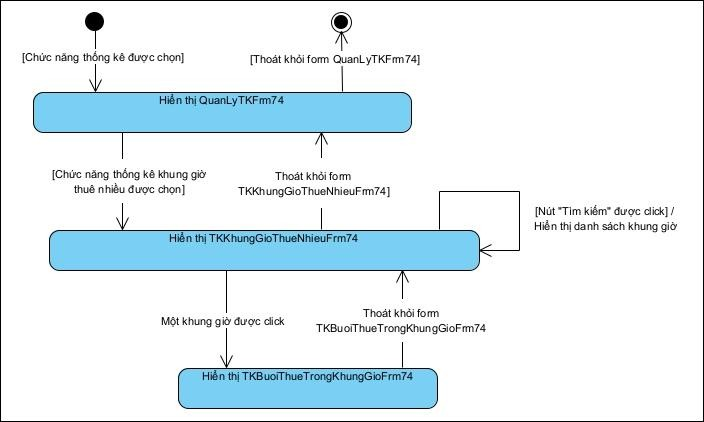 [Chức năng thống kê được chọn]
[Thoát khỏi form QuanLyTKFrm74]
Hiển thị QuanLyTKFrm74
[Chức năng thống kê khung giờ
thuê nhiều được chọn]
Thoát khỏi form
TKKhungGioThueNhieuFrm74]
[Nút "Tìm kiếm" được click] /
Hiển thị danh sách khung giờ
Hiển thị TKKhungGioThueNhieuFrm74
Một khung giờ được click
Thoát khỏi form
TKBuoiThueTrongKhungGioFrm74
Hiển thị TKBuoiThueTrongKhungGioFrm74